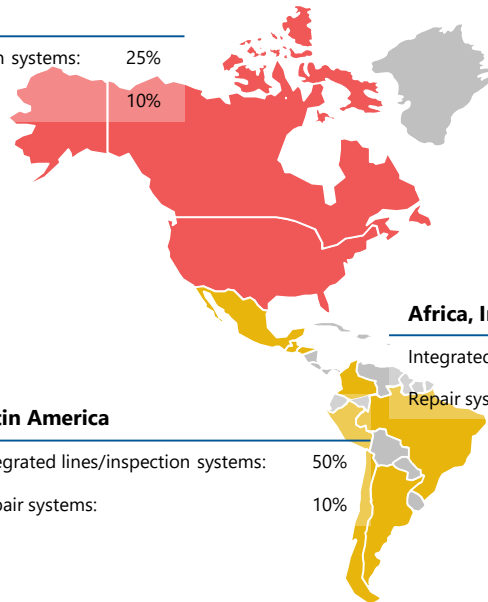 n systems: 25%
10%
Africa, I
Integrated
Repair sys
tin America
egrated lines/inspection systems: 50%
pair systems:
10%